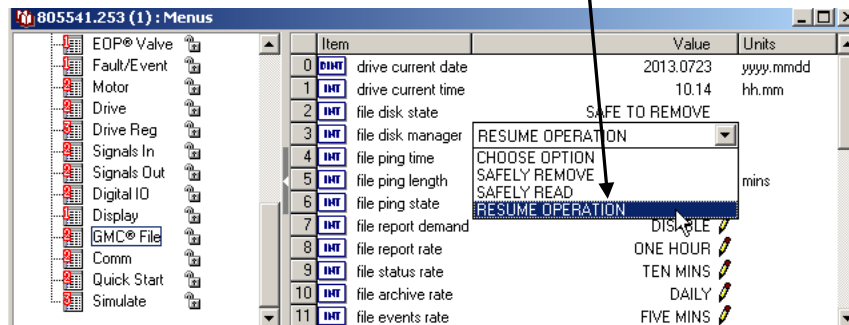 805541.253 (1) : Menus
EOP® Valve
Fault/Event
Motor
Drive
Drive Reg
Signals In
Signals Out
Digital IO
Display
GMC® File
Comm
Quick Start
Simulate
Item Value Units
0 DINT drive current date 2013.0723 yyyy.mmdd
1 INT drive current time 10.14 hh.mm
2 INT file disk state SAFE TO REMOVE
3 INT file disk manager RESUME OPERATION
4 INT file ping time CHOOSE OPTION
SAFELY REMOVE
5 INT file ping length SAFELY READ mins
6 INT file ping state RESUME OPERATION
7 INT file report demand DISABLE
8 INT file report rate ONE HOUR
9 INT file status rate TEN MINS
10 INT file archive rate DAILY
11 INT file events rate FIVE MINS